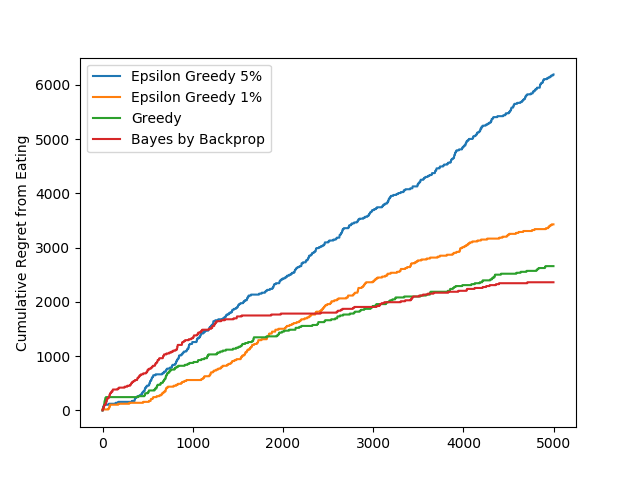 Epsilon Greedy 5%
Epsilon Greedy 1%
Greedy
Bayes by Backprop
Cumulative Regret from Eating
6000
5000
4000
3000
2000
1000
0
0 1000 2000 3000 4000 5000